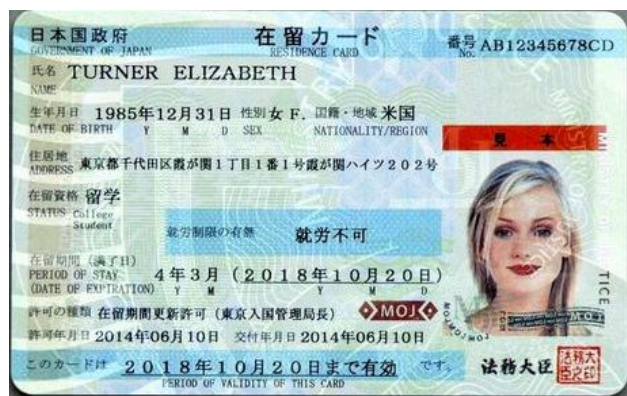 日本国政府 在留カード 番号 AB12345678CD
GOVERNMENT OF JAPAN RESIDENCE CARD No.
氏名 TURNER ELIZABETH
NAME
生年月日 1985年12月31日 性別 女 F. 国籍・地域 米国
DATE OF BIRTH Y M D SEX NATIONALITY/REGION
見本
住居地 東京都千代田区霞が関1丁目1番1号霞が関ハイツ202号
ADDRESS
在留資格 留学
STATUS College
Student
就労制限の有無 就労不可
在留期間(満了日)
PERIOD OF STAY 4年3月(2018年10月20日)
(DATE OF EXPIRATION) Y M Y M D
許可の種類 在留期間更新許可(東京入国管理局長)
MOJ
許可年月日 2014年06月10日 交付年月日 2014年06月10日
このカードは 2018年10月20日まで有効 です。
PERIOD OF VALIDITY OF THIS CARD
法務大臣